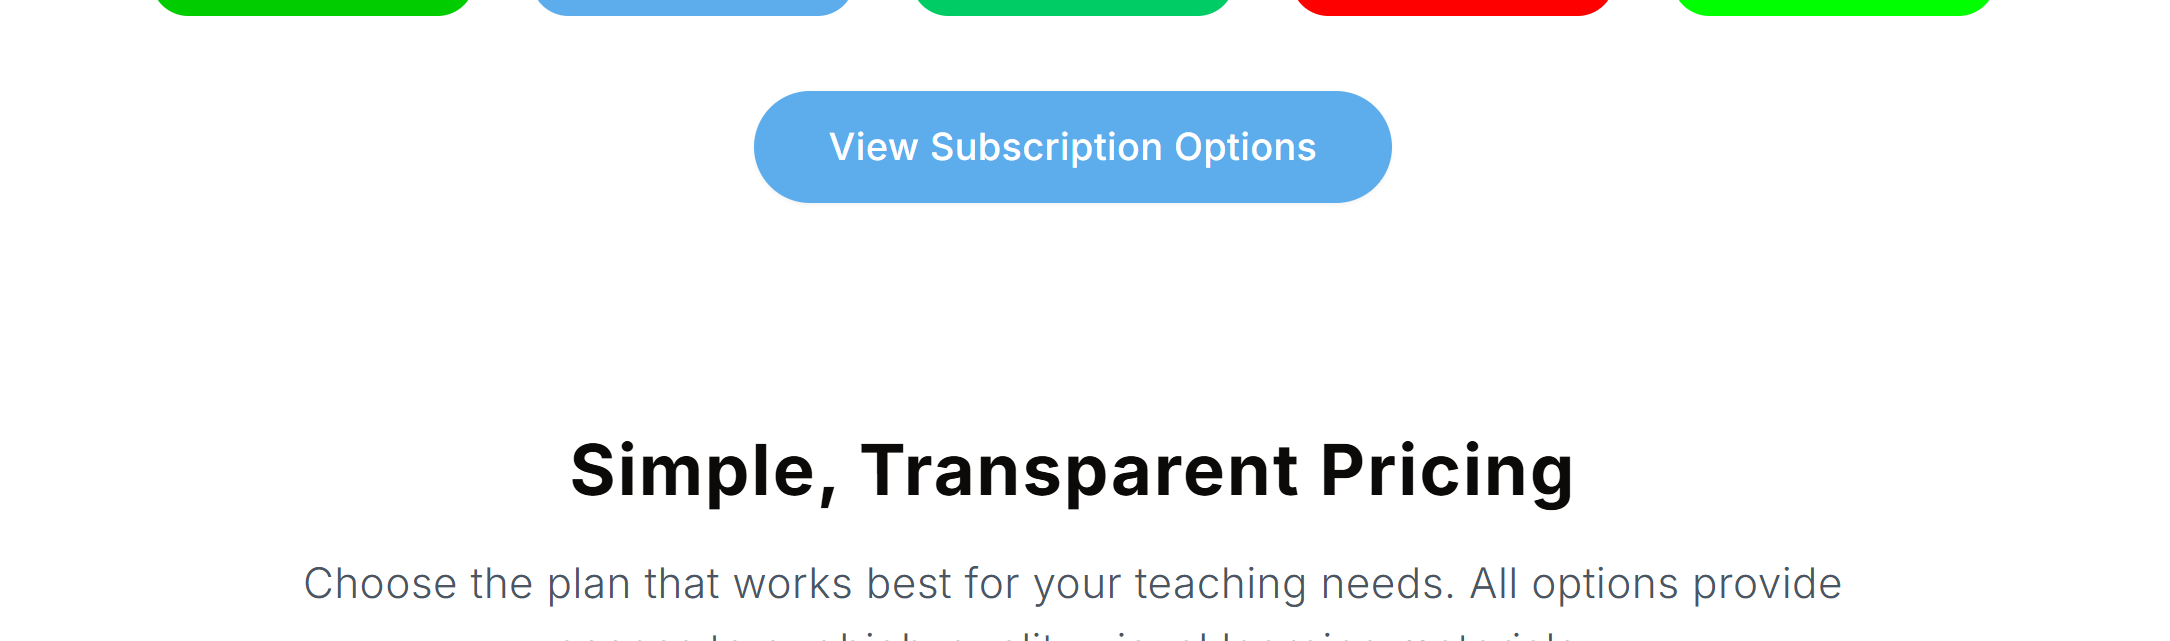 View Subscription Options
Simple, Transparent Pricing
Choose the plan that works best for your teaching needs. All options provide